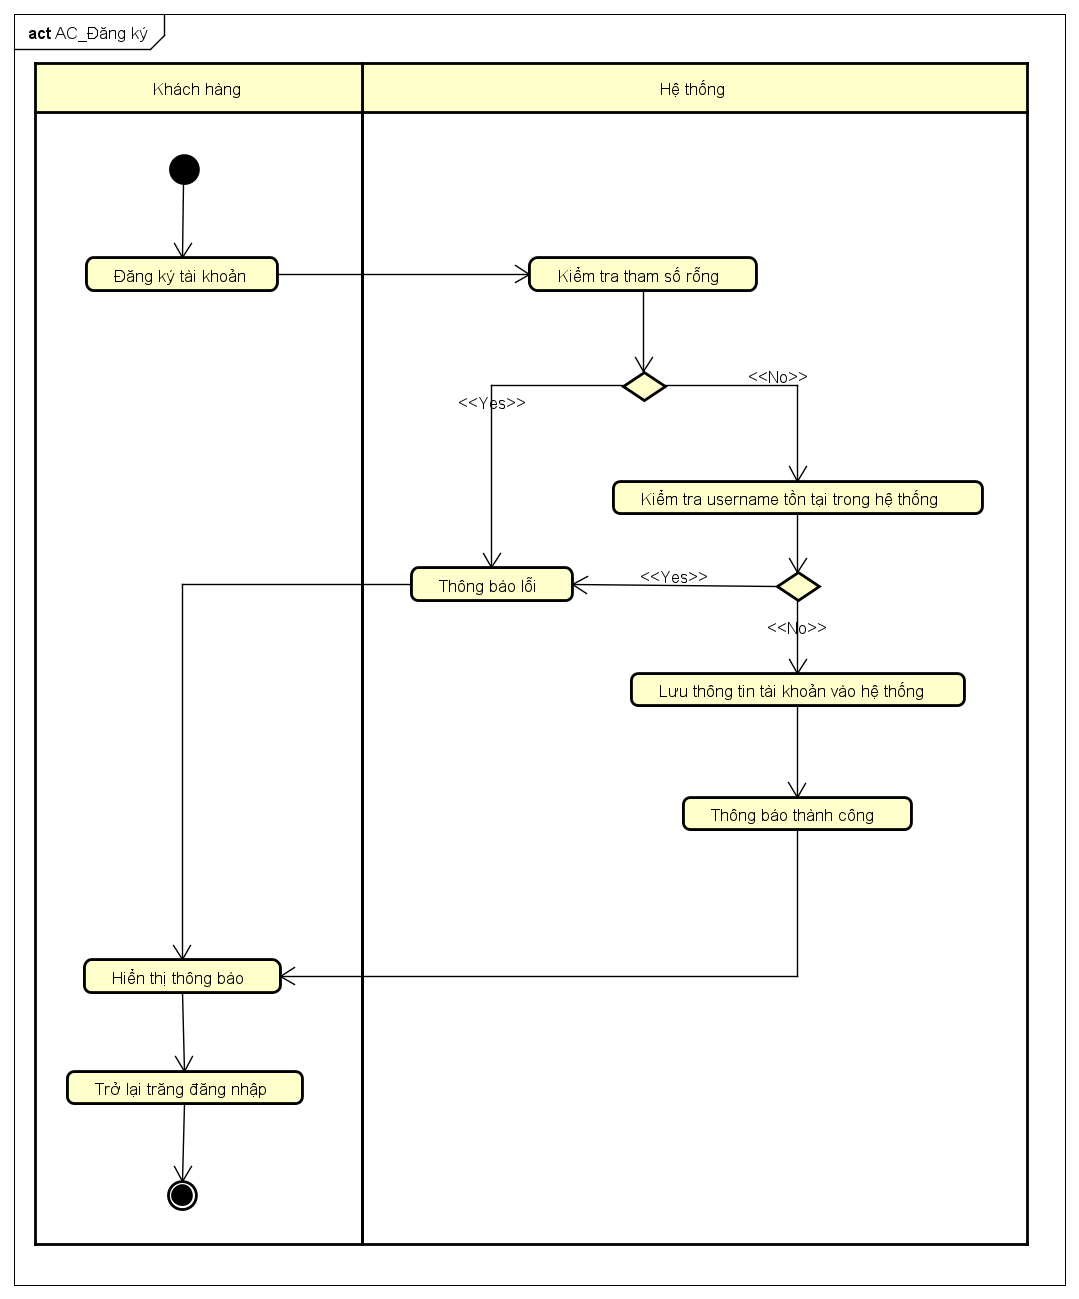 act AC_Đăng ký
Khách hàng
Hệ thống
Đăng ký tài khoản
Kiểm tra tham số rỗng
<<No>>
<<Yes>>
Kiểm tra username tồn tại trong hệ thống
<<Yes>>
Thông báo lỗi
<<No>>
Lưu thông tin tài khoản vào hệ thống
Thông báo thành công
Hiển thị thông báo
Trở lại trăng đăng nhập